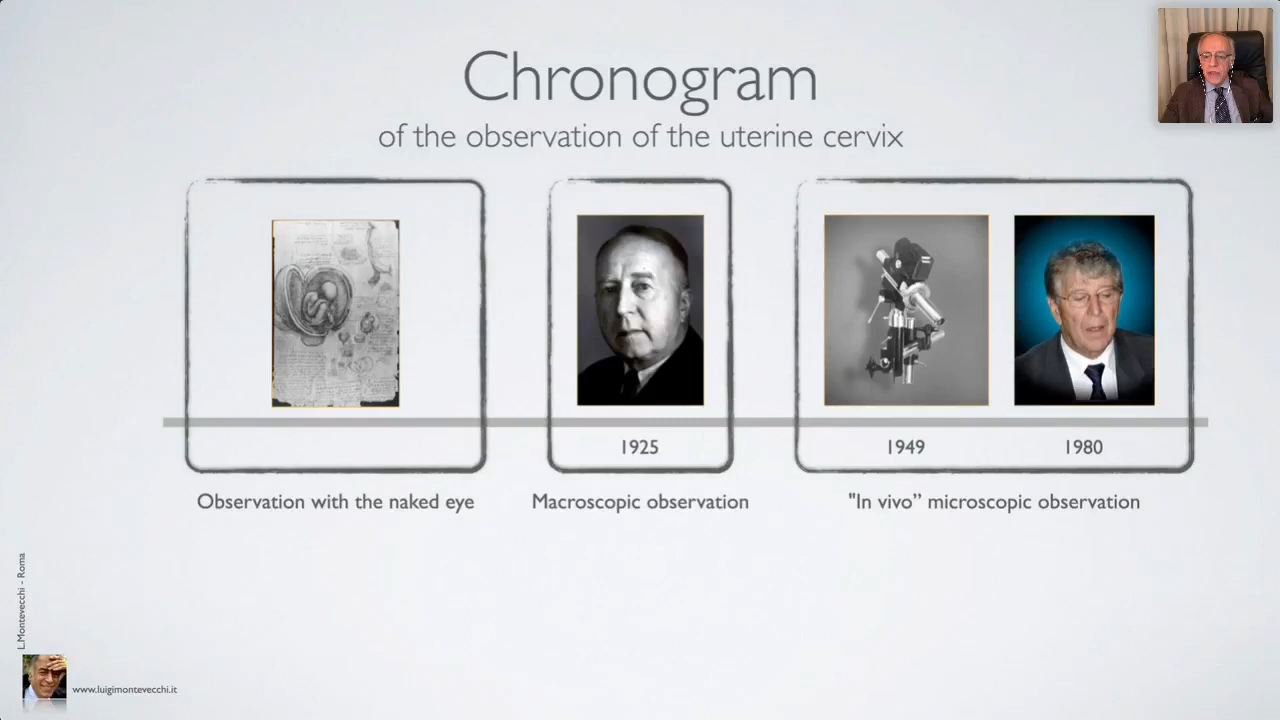 Chronogram
of the observation of the uterine cervix
1925
1949
1980
Observation with the naked eye
Macroscopic observation
"In vivo” microscopic observation
L.Montevecchi - Roma
www.luigimontevecchi.it